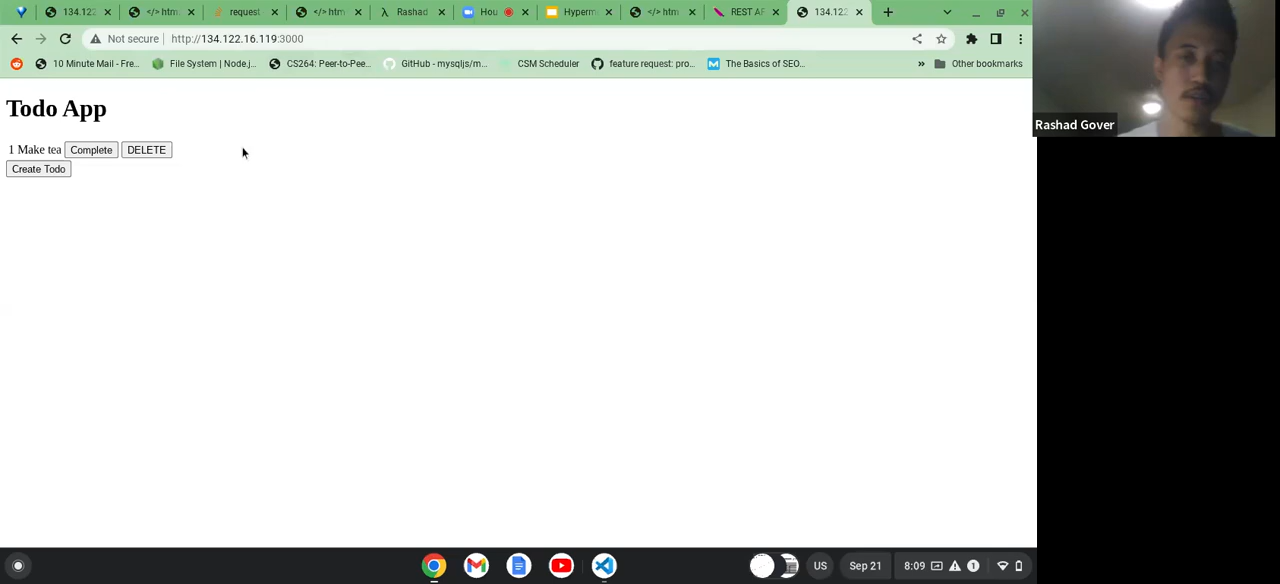 134.122
</> htm
request
</> htm
Rashad
Hou
Hyperm
</> htm
REST AF
134.122
Not secure
http://134.122.16.119:3000
10 Minute Mail - Fre...
File System | Node.j...
CS264: Peer-to-Pee...
GitHub - mysqljs/m...
CSM Scheduler
feature request: pro...
The Basics of SEO...
»
Other bookmarks
Rashad Gover
Todo App
1 Make tea Complete DELETE
Create Todo
US
Sep 21
8:09
1